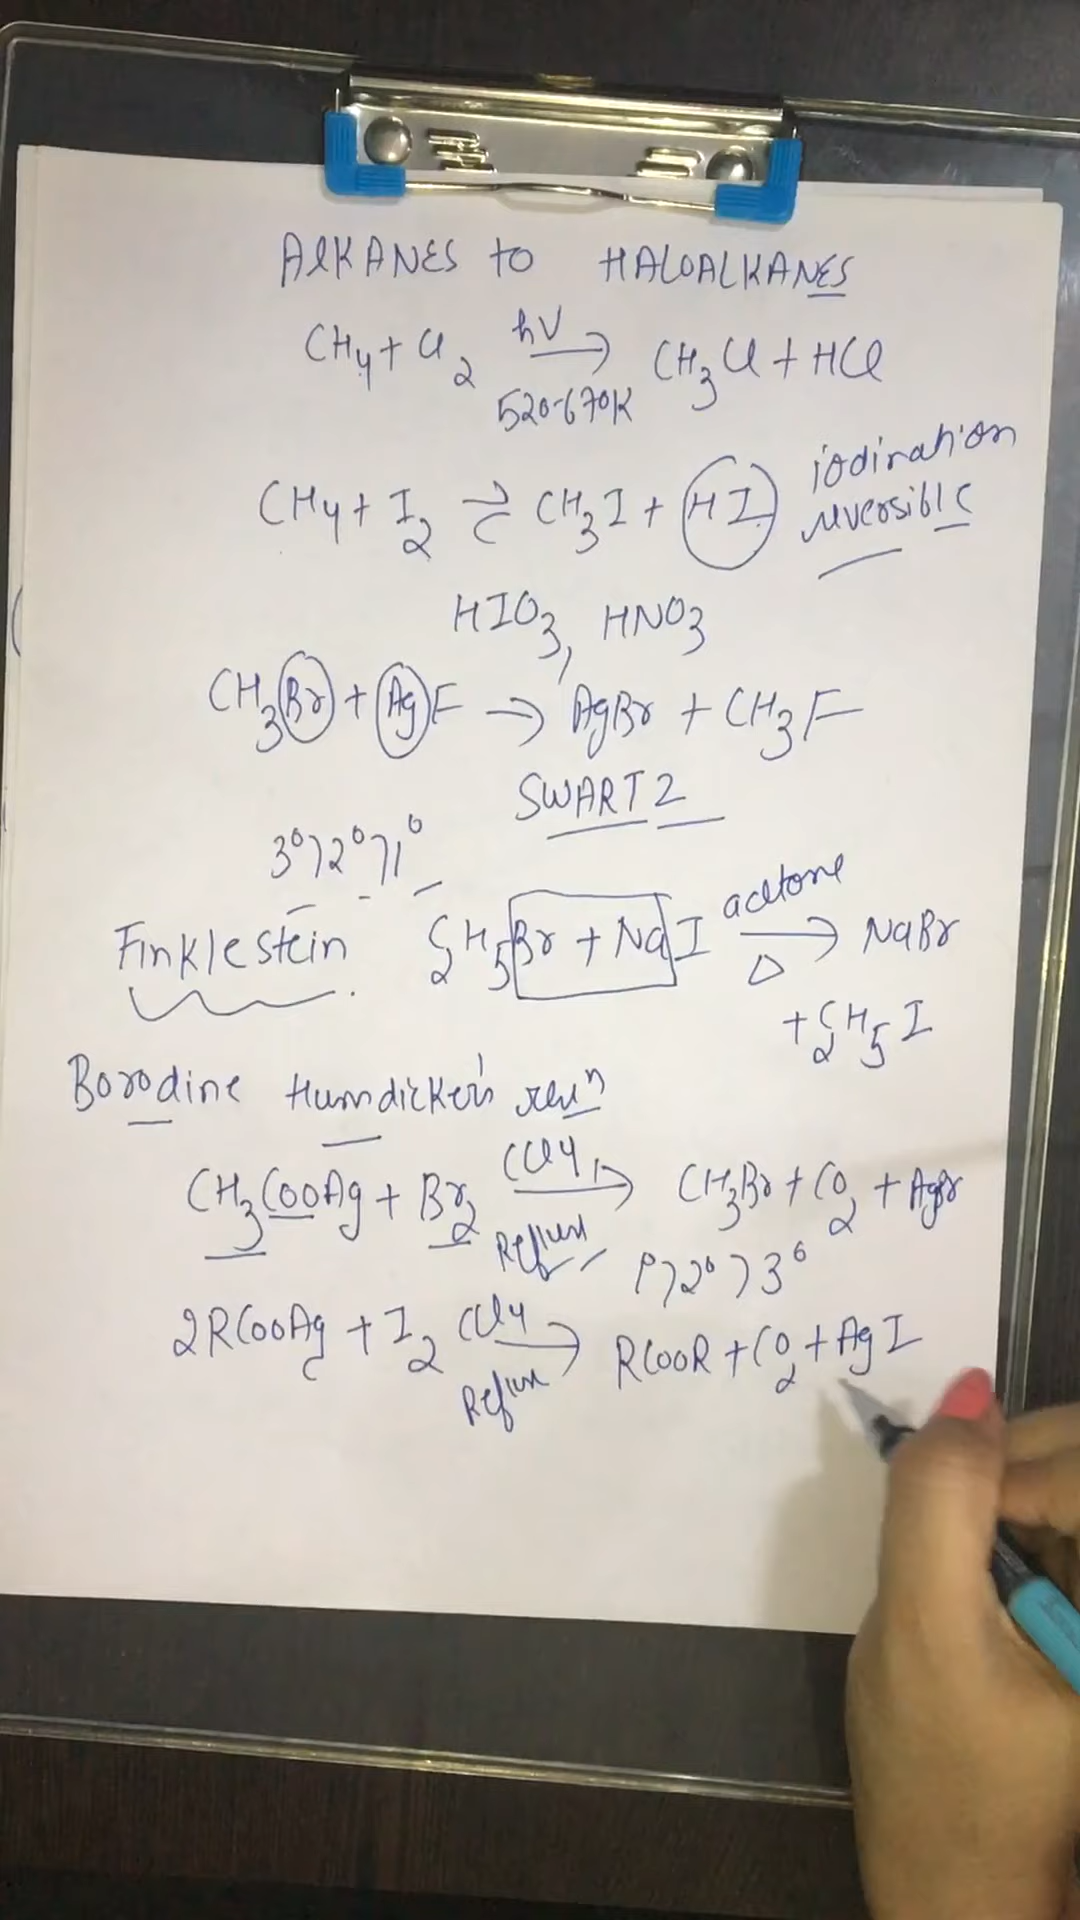 ALKANES to HALOALKANES
CH4 + Cl2 hν → 520-670K CH3Cl + HCl
CH4 + I2 ⇌ CH3I + HI iodination reversible
HIO3, HNO3
CH3Br + AgF → AgBr + CH3F
SWARTZ
3°>2°>1°
Finklestein C2H5Br + NaI acetone → Δ NaBr
+ C2H5I
Borodine Hunndicker's rexn
CH3COOAg + Br2 CCl4, → Reflux CH3Br + CO2 + AgBr
1°>2°>3°
2RCOOAg + I2 CCl4 → Reflux RCOOR + CO2 + AgI